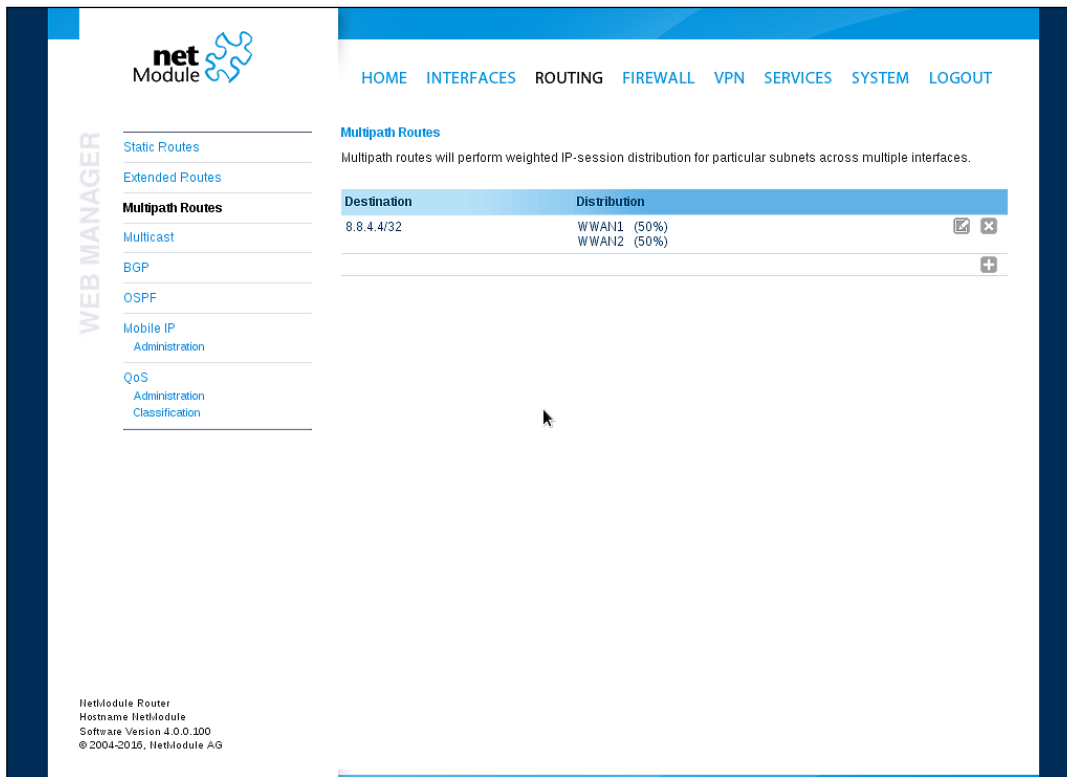 net
Module
HOME INTERFACES ROUTING FIREWALL VPN SERVICES SYSTEM LOGOUT
WEB MANAGER
Static Routes
Extended Routes
Multipath Routes
Multicast
BGP
OSPF
Mobile IP
Administration
QoS
Administration
Classification
Multipath Routes
Multipath routes will perform weighted IP-session distribution for particular subnets across multiple interfaces.
Destination Distribution
8.8.4.4/32 WWAN1 (50%)
WWAN2 (50%)
NetModule Router
Hostname NetModule
Software Version 4.0.0.100
© 2004-2016, NetModule AG